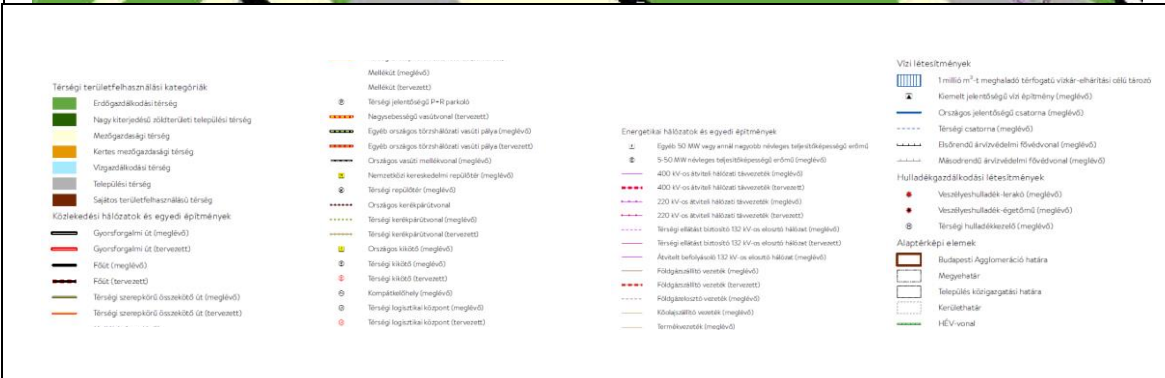 Térségi területfelhasználási kategóriák
Erdőgazdálkodási térség
Nagy kiterjedésű zöldterületi települési térség
Mezőgazdasági térség
Kertes mezőgazdasági térség
Vízgazdálkodási térség
Települési térség
Sajátos területfelhasználású térség
Közlekedési hálózatok és egyedi építmények
Gyorsforgalmi út (meglévő)
Gyorsforgalmi út (tervezett)
Főút (meglévő)
Főút (tervezett)
Térségi szerepkörű összekötő út (meglévő)
Térségi szerepkörű összekötő út (tervezett)
Mellékút (meglévő)
Mellékút (tervezett)
Térségi jelentőségű P+R parkoló
Nagysebességű vasútvonal (tervezett)
Egyéb országos törzshálózati vasúti pálya (meglévő)
Egyéb országos törzshálózati vasúti pálya (tervezett)
Országos vasúti mellékvonal (meglévő)
Nemzetközi kereskedelmi repülőtér (meglévő)
Térségi repülőtér (meglévő)
Országos kerékpárútvonal
Térségi kerékpárútvonal (meglévő)
Térségi kerékpárútvonal (tervezett)
Országos kikötő (meglévő)
Térségi kikötő (meglévő)
Térségi kikötő (tervezett)
Kompátkelőhely (meglévő)
Térségi logisztikai központ (meglévő)
Térségi logisztikai központ (tervezett)
Energetikai hálózatok és egyedi építmények
Egyéb 50 MW vagy annál nagyobb névleges teljesítőképességű erőmű (meglévő)
5-50 MW névleges teljesítőképességű erőmű (meglévő)
400 kV-os átviteli hálózati távvezeték (meglévő)
400 kV-os átviteli hálózati távvezeték (tervezett)
220 kV-os átviteli hálózati távvezeték (meglévő)
220 kV-os átviteli hálózati távvezeték (tervezett)
Térségi ellátást biztosító 132 kV-os elosztó hálózat (meglévő)
Térségi ellátást biztosító 132 kV-os elosztó hálózat (tervezett)
Átvitelt befolyásoló 132 kV-os elosztó hálózat (meglévő)
Földgázszállító vezeték (meglévő)
Földgázszállító vezeték (tervezett)
Földgázelosztó vezeték (meglévő)
Kőolajszállító vezeték (meglévő)
Termékvezeték (meglévő)
Vízi létesítmények
1 millió m³-t meghaladó térfogatú vízkár-elhárítási célú tározó
Kiemelt jelentőségű vízi építmény (meglévő)
Országos jelentőségű csatorna (meglévő)
Térségi csatorna (meglévő)
Elsőrendű árvízvédelmi fővédvonal (meglévő)
Másodrendű árvízvédelmi fővédvonal (meglévő)
Hulladékgazdálkodási létesítmények
Veszélyeshulladék-lerakó (meglévő)
Veszélyeshulladék-égetőmű (meglévő)
Térségi hulladékkezelő (meglévő)
Alaptérképi elemek
Budapesti Agglomeráció határa
Megyehatár
Település közigazgatási határa
Kerülethatár
HÉV-vonal